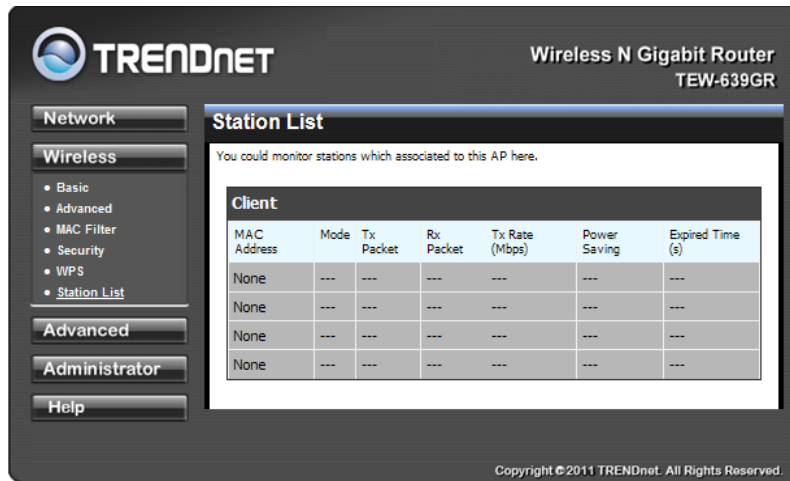 TRENDNET
Wireless N Gigabit Router
TEW-639GR
Network
Wireless
Basic
Advanced
MAC Filter
Security
WPS
Station List
Advanced
Administrator
Help
Station List
You could monitor stations which associated to this AP here.
Client
MAC Address Mode Tx Packet Rx Packet Tx Rate (Mbps) Power Saving Expired Time (s)
None --- --- --- --- --- ---
None --- --- --- --- --- ---
None --- --- --- --- --- ---
None --- --- --- --- --- ---
Copyright © 2011 TRENDnet. All Rights Reserved.